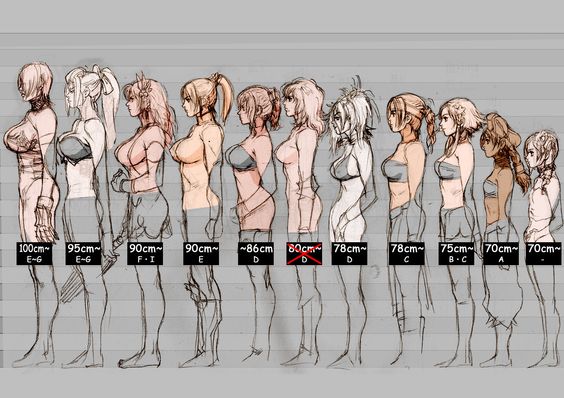 100cm~
E~G
95cm~
E~G
90cm~
F・I
90cm~
E
~86cm
D
80cm~
D
78cm~
D
78cm~
C
75cm~
B・C
70cm~
A
70cm~
-